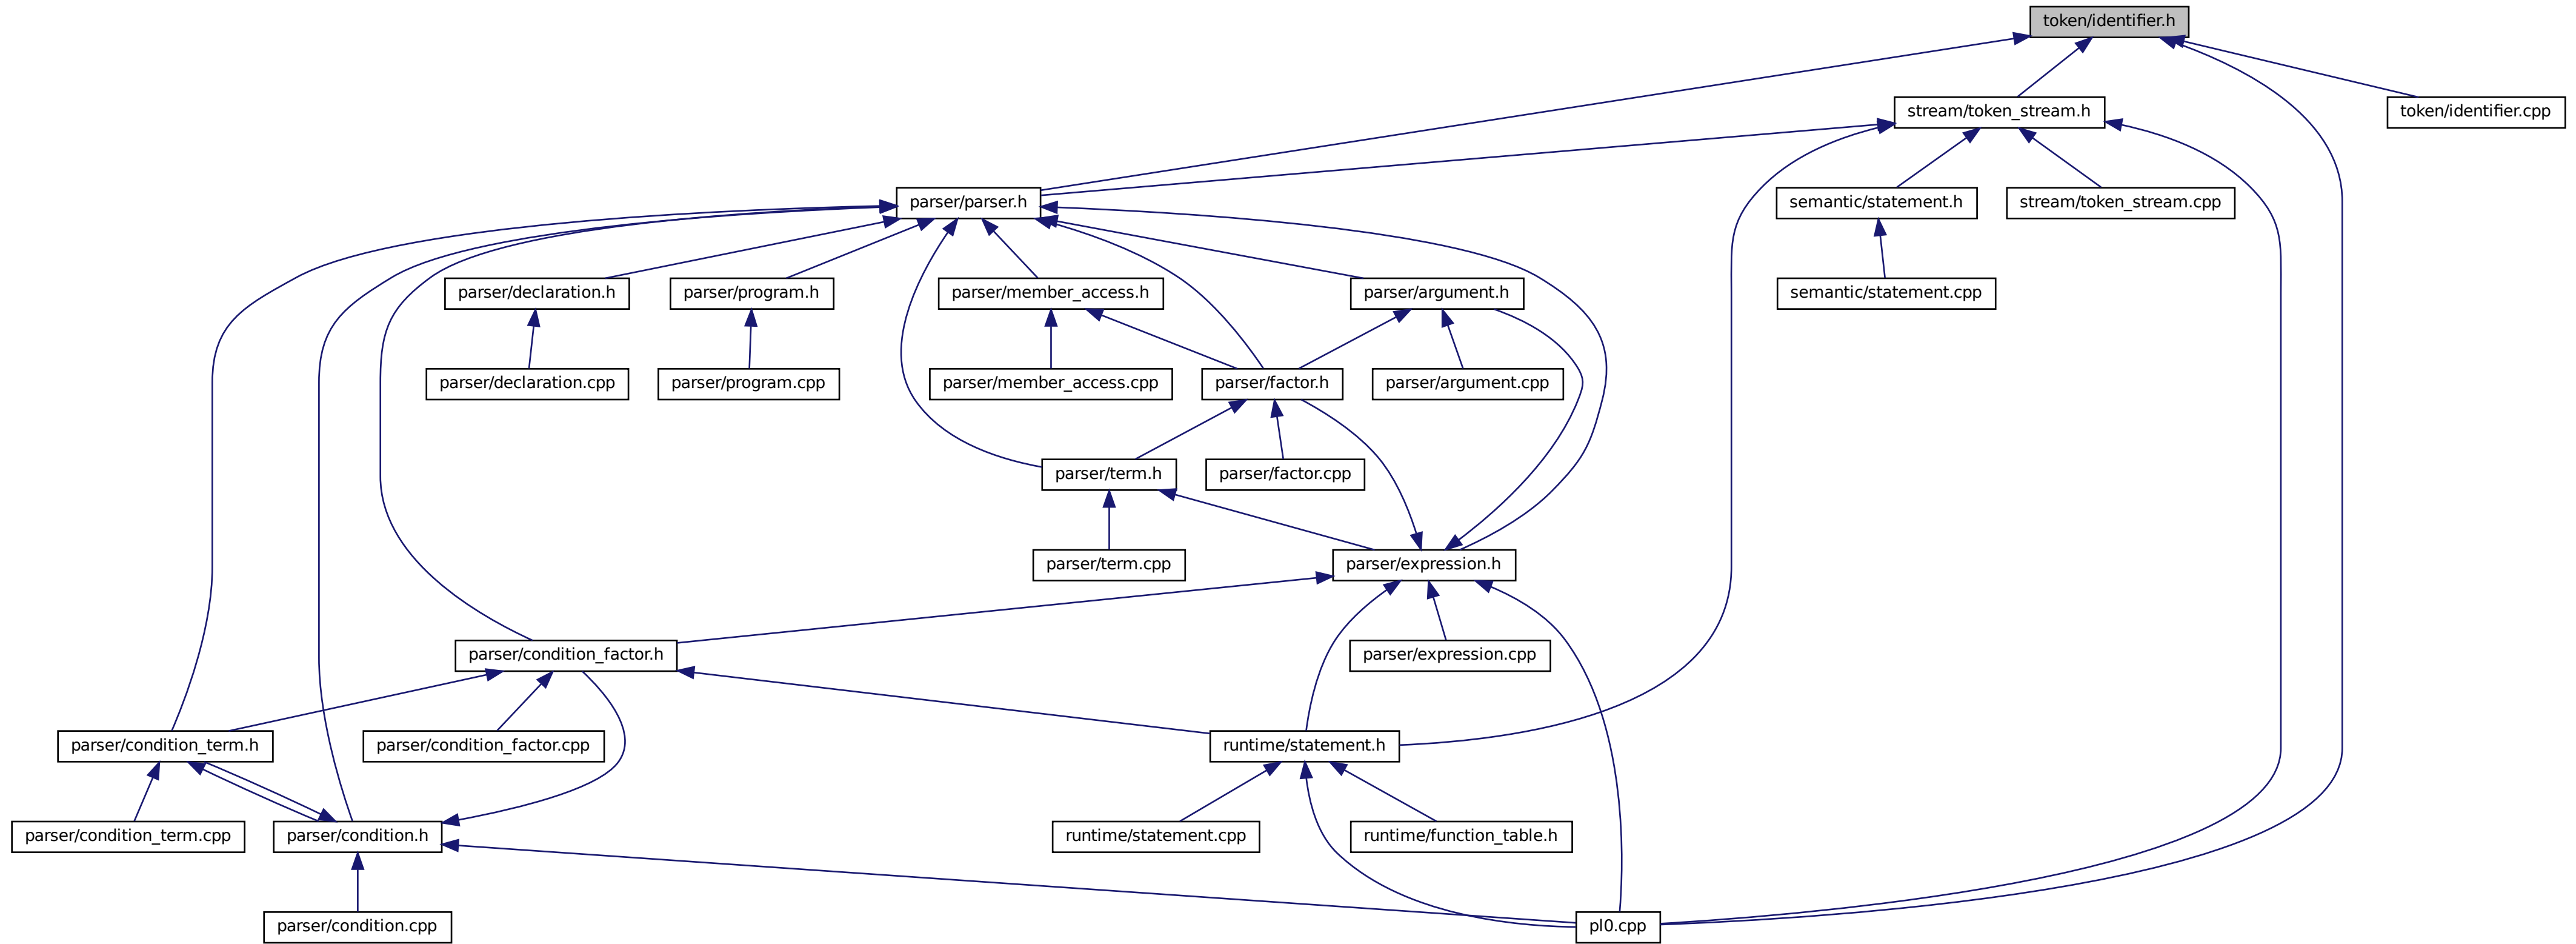 token/identifier.h
stream/token_stream.h
token/identifier.cpp
parser/parser.h
semantic/statement.h
stream/token_stream.cpp
parser/declaration.h
parser/program.h
parser/member_access.h
parser/argument.h
semantic/statement.cpp
parser/declaration.cpp
parser/program.cpp
parser/member_access.cpp
parser/factor.h
parser/argument.cpp
parser/term.h
parser/factor.cpp
parser/term.cpp
parser/expression.h
parser/condition_factor.h
parser/expression.cpp
parser/condition_term.h
parser/condition_factor.cpp
runtime/statement.h
parser/condition_term.cpp
parser/condition.h
runtime/statement.cpp
runtime/function_table.h
parser/condition.cpp
pl0.cpp